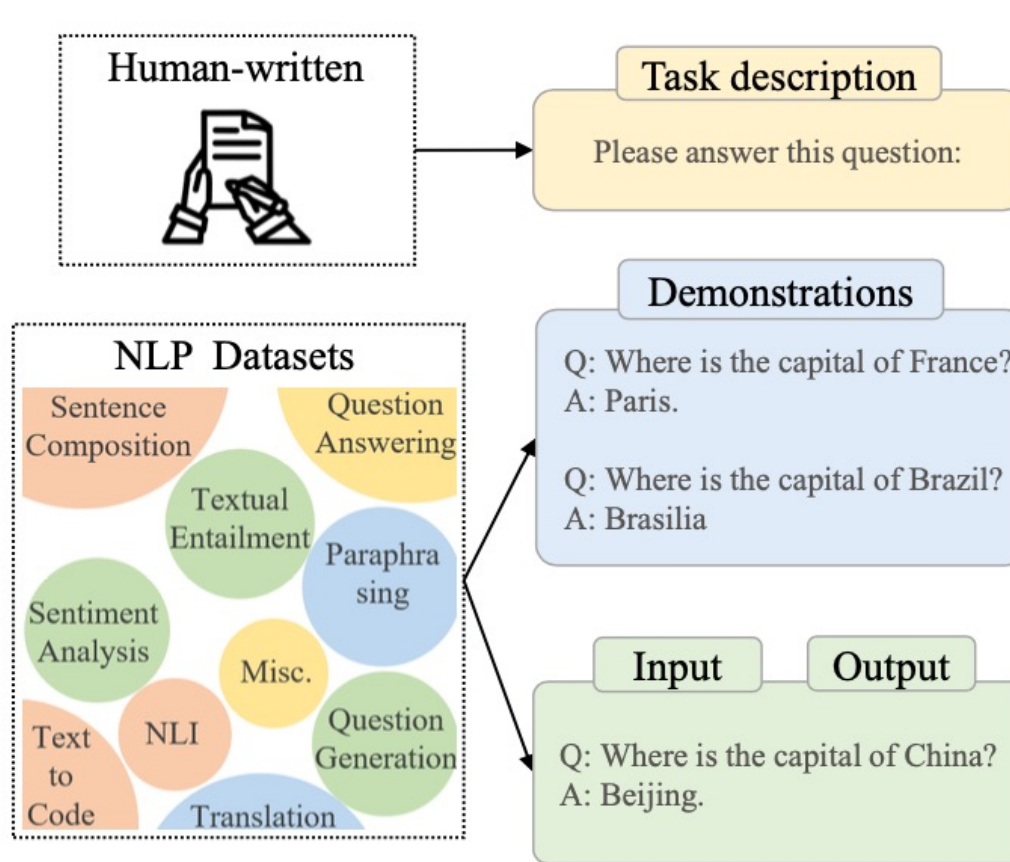 Human-written
Task description
Please answer this question:
Demonstrations
Q: Where is the capital of France?
A: Paris.
Q: Where is the capital of Brazil?
A: Brasilia
NLP Datasets
Sentence
Composition
Question
Answering
Textual
Entailment
Paraphra
sing
Sentiment
Analysis
Misc.
NLI
Question
Generation
Text
to
Code
Translation
Input
Output
Q: Where is the capital of China?
A: Beijing.